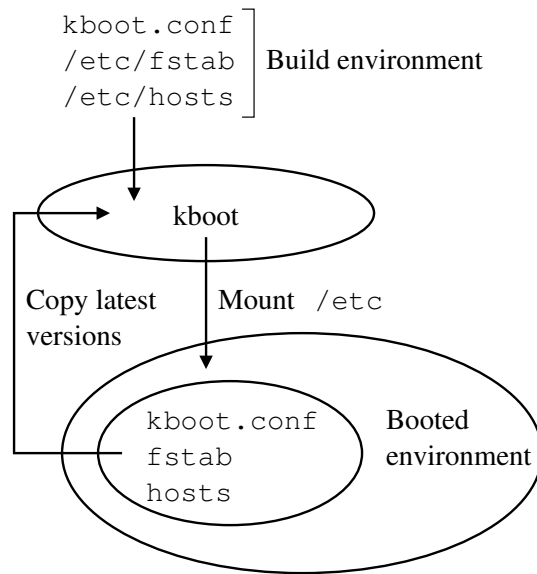 kboot.conf
/etc/fstab
/etc/hosts
Build environment
kboot
Copy latest
versions
Mount /etc
kboot.conf
fstab
hosts
Booted
environment